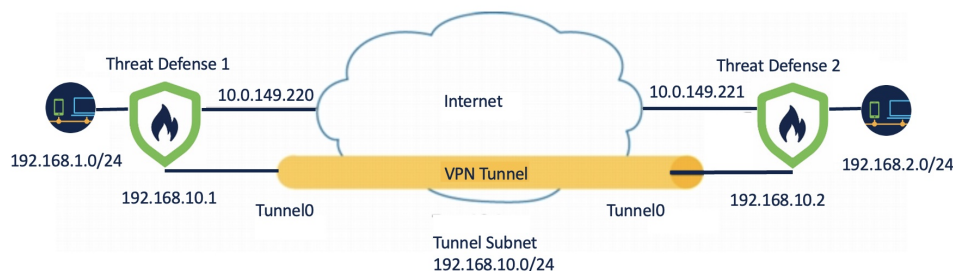 Threat Defense 1
Threat Defense 2
10.0.149.220
Internet
10.0.149.221
192.168.1.0/24
192.168.2.0/24
VPN Tunnel
192.168.10.1
192.168.10.2
Tunnel0
Tunnel0
Tunnel Subnet
192.168.10.0/24